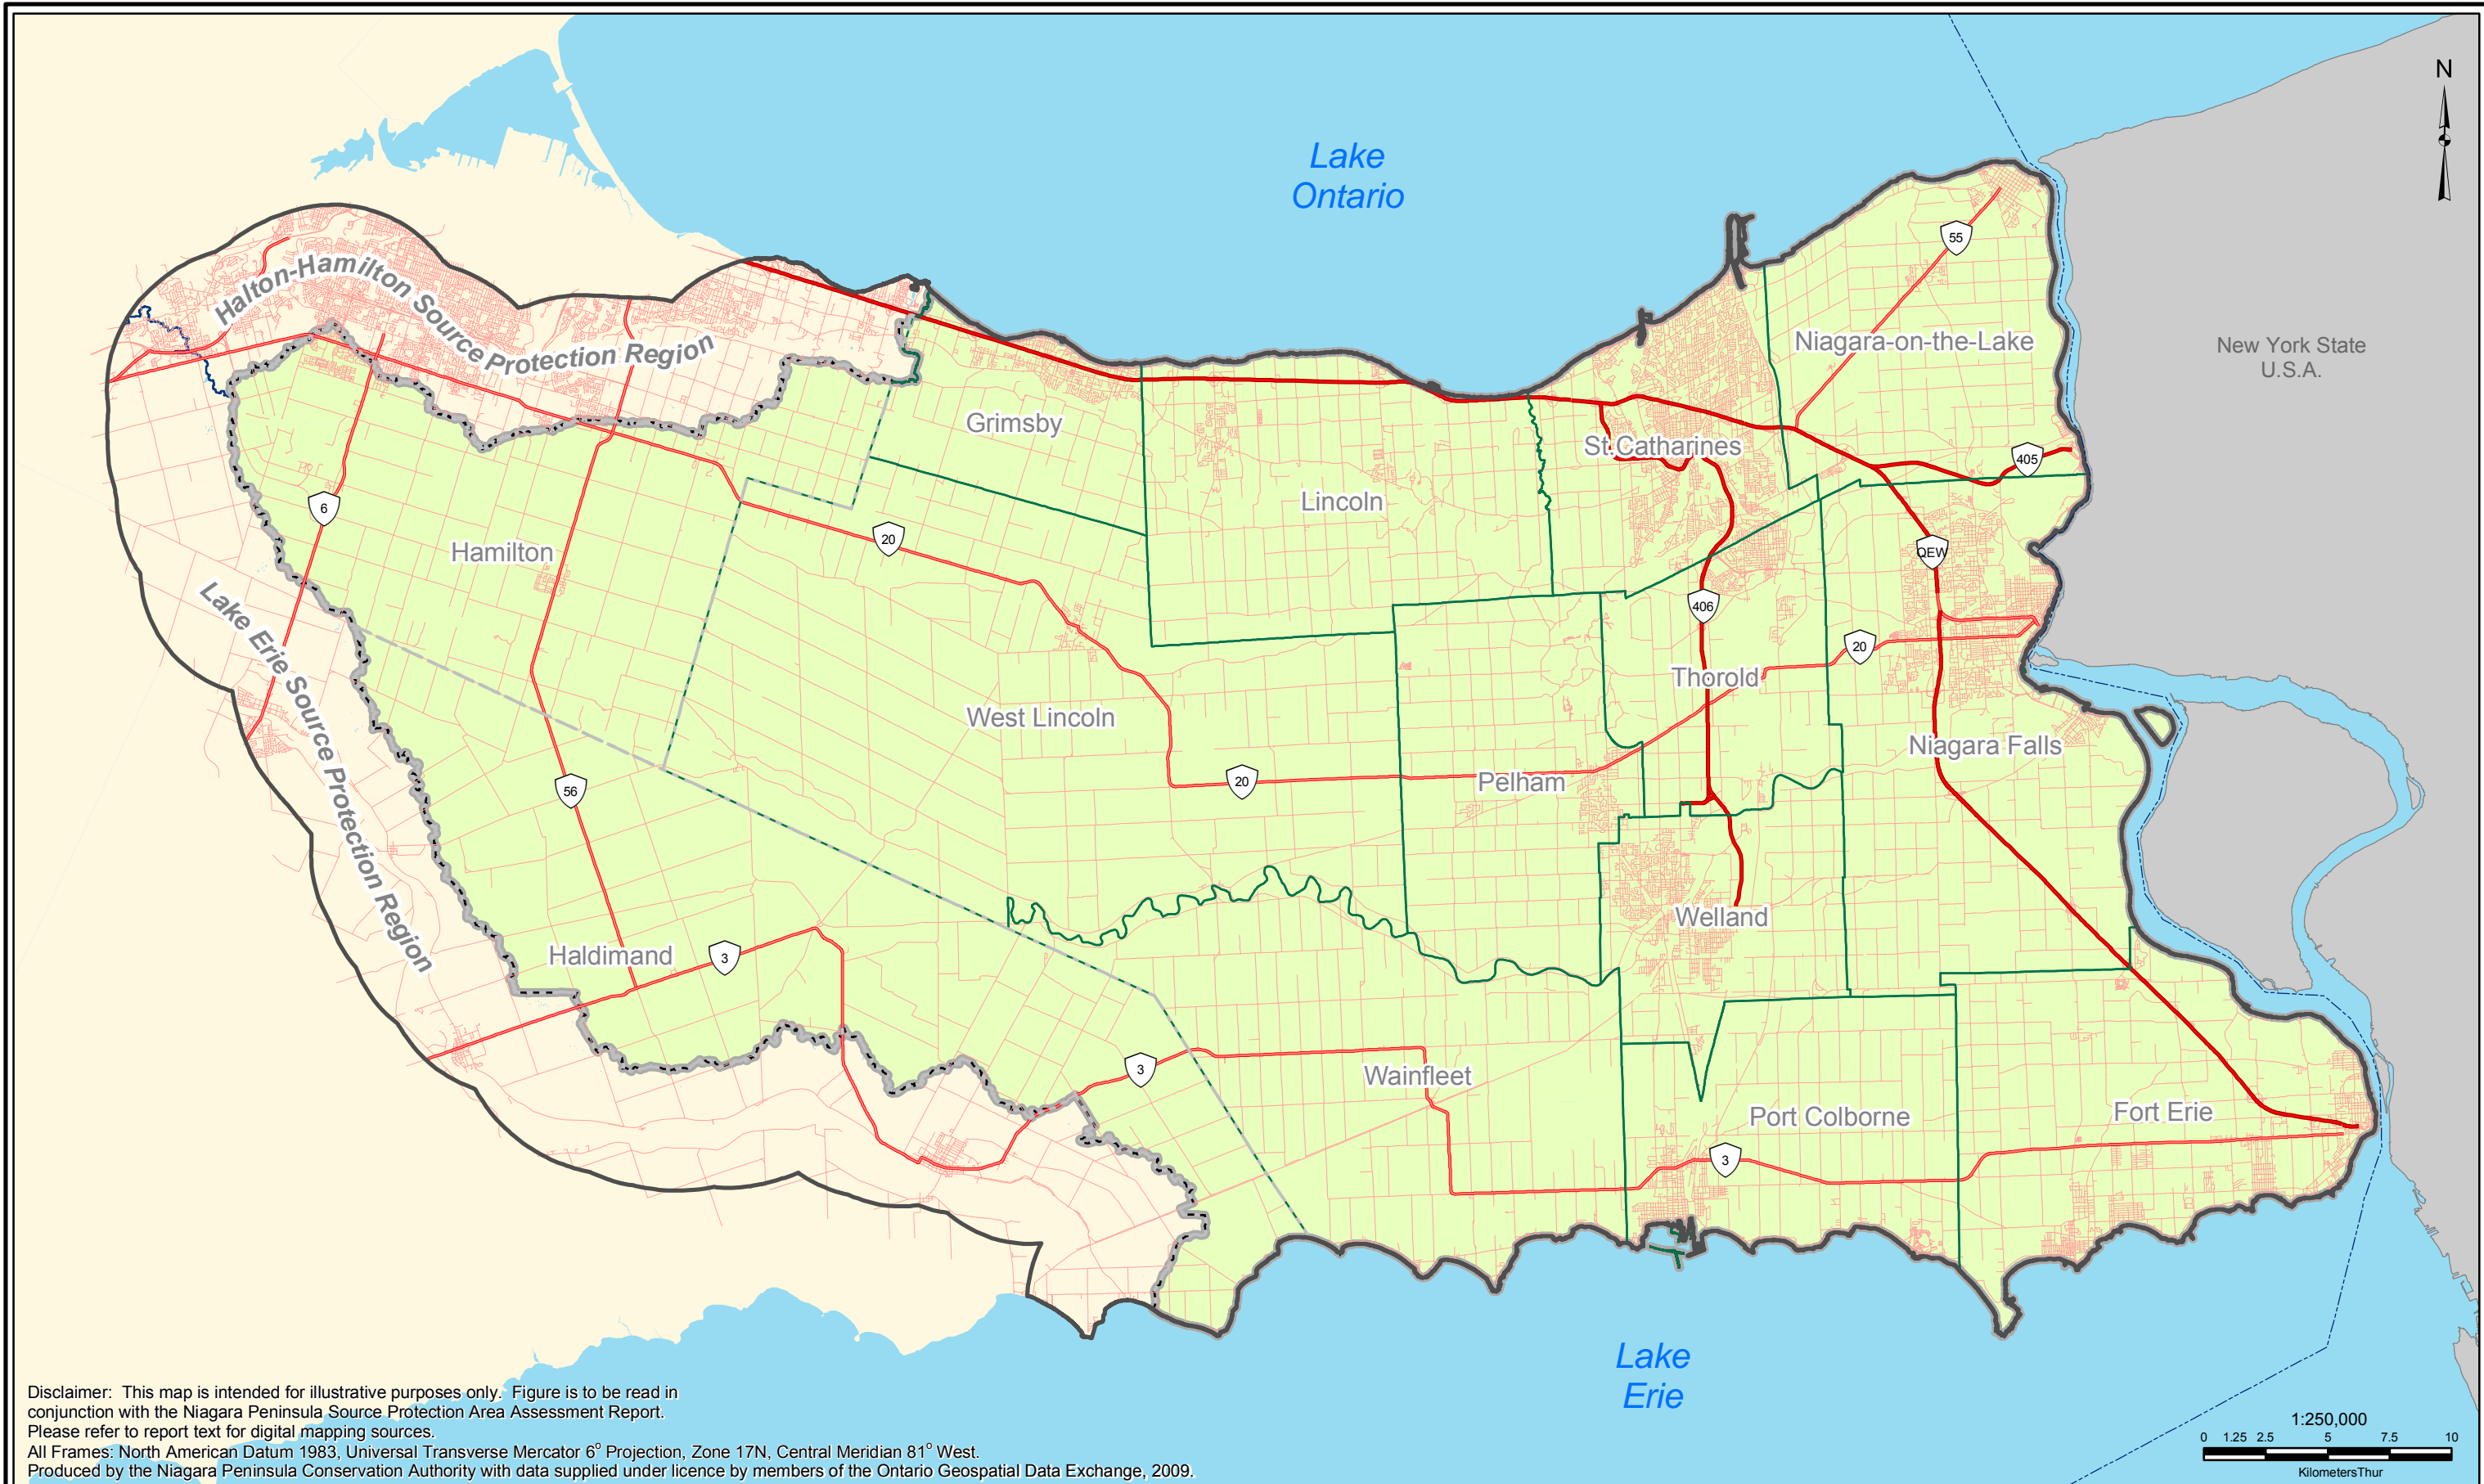 N
Lake
Ontario
55
Halton-Hamilton Source Protection Region
Niagara-on-the-Lake
New York State
U.S.A.
Grimsby
St.Catharines
405
Lincoln
6
20
Hamilton
QEW
406
Lake Erie Source Protection Region
20
Thorold
West Lincoln
Niagara Falls
56
20
Pelham
Welland
Haldimand
3
3
Wainfleet
Port Colborne
Fort Erie
3
Lake
Erie
Disclaimer: This map is intended for illustrative purposes only. Figure is to be read in
conjunction with the Niagara Peninsula Source Protection Area Assessment Report.
Please refer to report text for digital mapping sources.
All Frames: North American Datum 1983, Universal Transverse Mercator 6° Projection, Zone 17N, Central Meridian 81° West.
Produced by the Niagara Peninsula Conservation Authority with data supplied under licence by members of the Ontario Geospatial Data Exchange, 2009.
1:250,000
0 1.25 2.5 5 7.5 10
KilometersThur